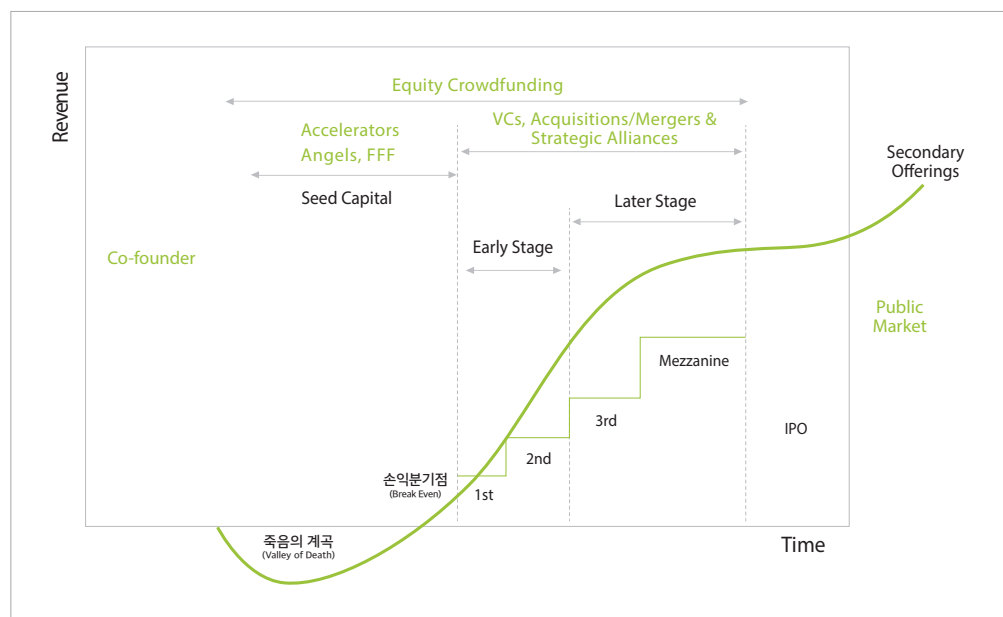 Revenue
Equity Crowdfunding
VCs, Acquisitions/Mergers &
Strategic Alliances
Accelerators
Angels, FFF
Seed Capital
Secondary
Offerings
Later Stage
Early Stage
Co-founder
Public
Market
Mezzanine
3rd
IPO
2nd
손익분기점
(Break Even)
1st
죽음의 계곡
(Valley of Death)
Time